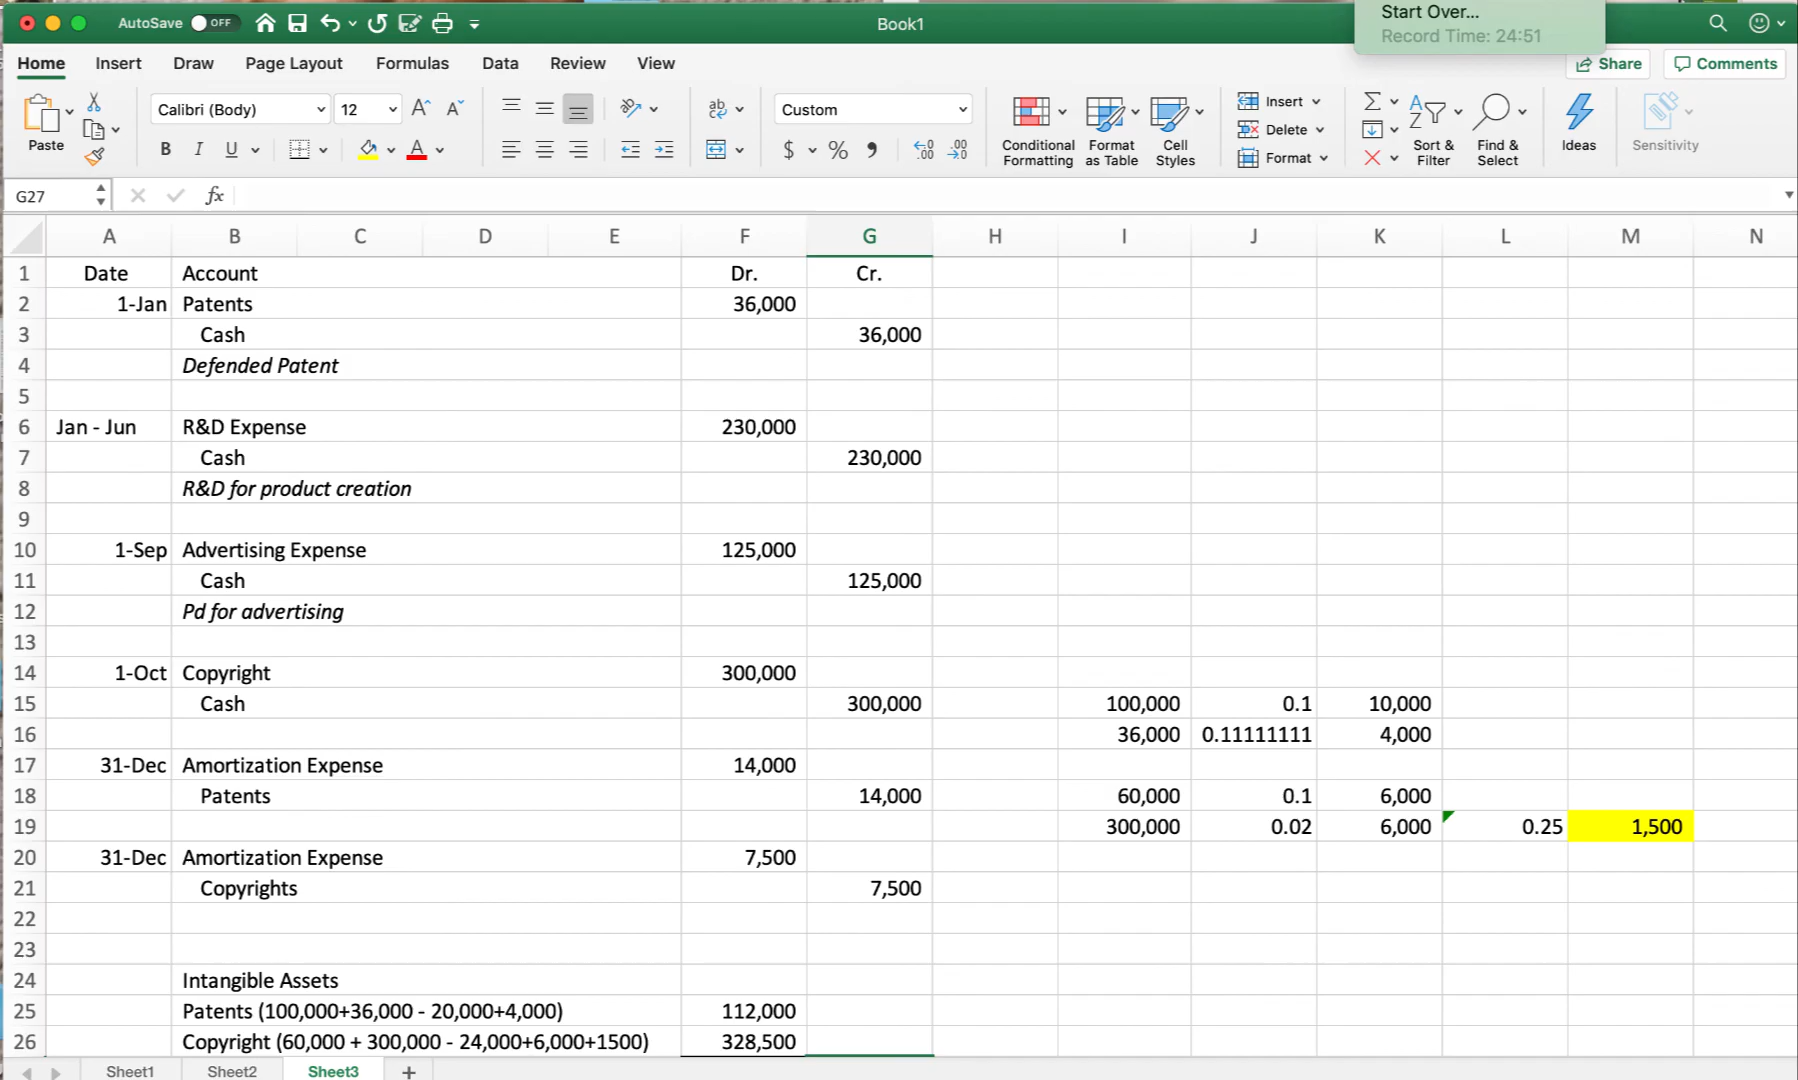 Start Over...
AutoSave OFF Book1 Record Time: 24:51
Home Insert Draw Page Layout Formulas Data Review View Share Comments
Calibri (Body) 12 A^ A˅ ab Custom Insert Σ A
Z
Delete
Paste B I U A $ % 9 .00 .00 Conditional Formatting Format as Table Cell Styles Format Sort & Filter Find & Select Ideas Sensitivity
G27 fx
A B C D E F G H I J K L M N
1 Date Account Dr. Cr.
2 1-Jan Patents 36,000
3 Cash 36,000
4 Defended Patent
5
6 Jan - Jun R&D Expense 230,000
7 Cash 230,000
8 R&D for product creation
9
10 1-Sep Advertising Expense 125,000
11 Cash 125,000
12 Pd for advertising
13
14 1-Oct Copyright 300,000
15 Cash 300,000 100,000 0.1 10,000
16 36,000 0.11111111 4,000
17 31-Dec Amortization Expense 14,000
18 Patents 14,000 60,000 0.1 6,000
19 300,000 0.02 6,000 0.25 1,500
20 31-Dec Amortization Expense 7,500
21 Copyrights 7,500
22
23
24 Intangible Assets
25 Patents (100,000+36,000 - 20,000+4,000) 112,000
26 Copyright (60,000 + 300,000 - 24,000+6,000+1500) 328,500
Sheet1 Sheet2 Sheet3 +